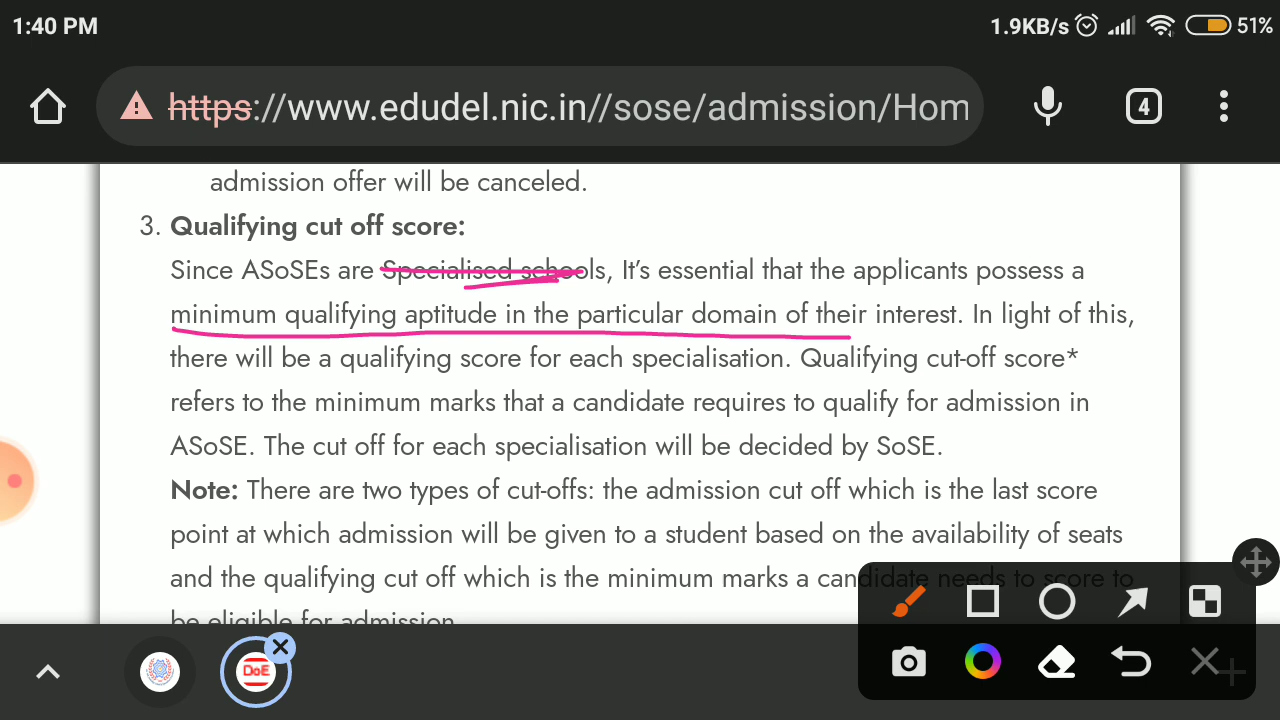 1:40 PM
1.9KB/s
51%
https://www.edudel.nic.in//sose/admission/Hom
4
admission offer will be canceled.
3. Qualifying cut off score:
Since ASoSEs are Specialised schools, It's essential that the applicants possess a
minimum qualifying aptitude in the particular domain of their interest. In light of this,
there will be a qualifying score for each specialisation. Qualifying cut-off score*
refers to the minimum marks that a candidate requires to qualify for admission in
ASoSE. The cut off for each specialisation will be decided by SoSE.
Note: There are two types of cut-offs: the admission cut off which is the last score
point at which admission will be given to a student based on the availability of seats
and the qualifying cut off which is the minimum marks a candidate needs to score to
be eligible for admission.
DoE